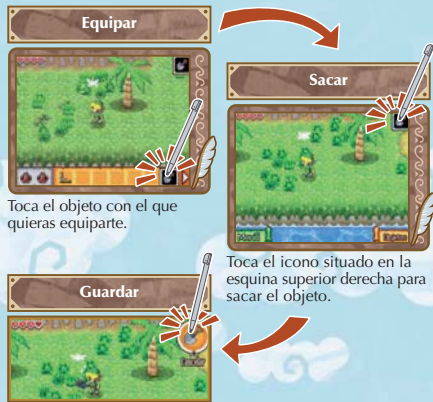 Equipar
Toca el objeto con el que
quieras equiparte.
Sacar
Menú
Toca el icono situado en la
esquina superior derecha para
sacar el objeto.
Guardar